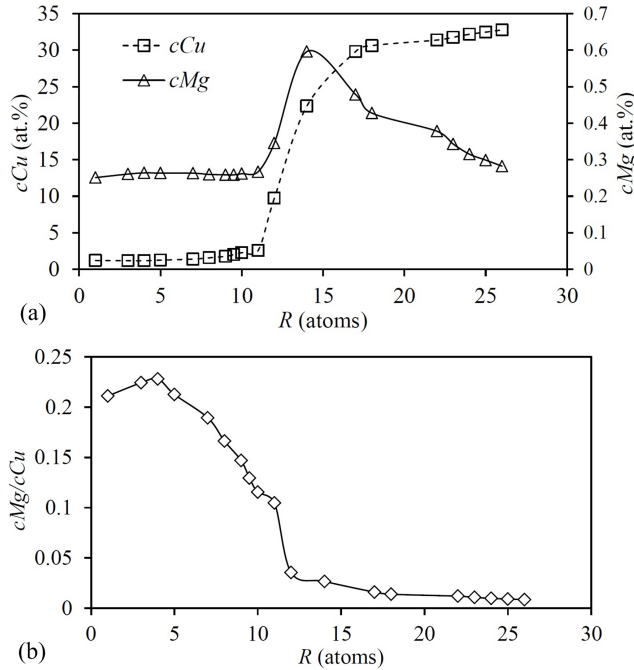 35 0.7
30 0.6
25 0.5
20 0.4
15 0.3
10 0.2
5 0.1
0 0
cCu
cMg
cCu (at.%)
cMg (at.%)
0 5 10 15 20 25 30
R (atoms)
(a)
0.25
0.2
0.15
0.1
0.05
0
cMg/cCu
0 5 10 15 20 25 30
R (atoms)
(b)